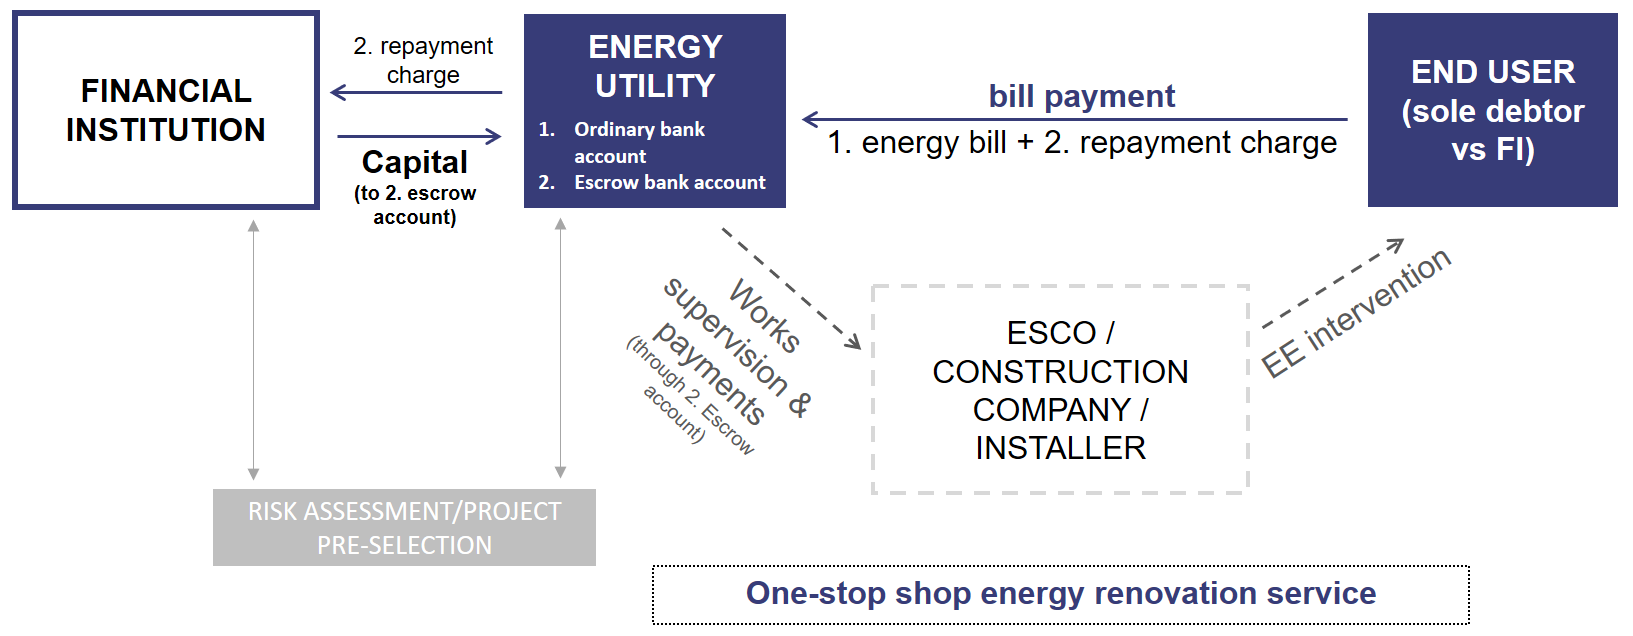 FINANCIAL
INSTITUTION
2. repayment
charge
Capital
(to 2. escrow
account)
ENERGY
UTILITY
1. Ordinary bank
account
2. Escrow bank account
bill payment
1. energy bill + 2. repayment charge
END USER
(sole debtor
vs FI)
Works
supervision &
payments
(through 2. Escrow
account)
ESCO /
CONSTRUCTION
COMPANY /
INSTALLER
EE intervention
RISK ASSESSMENT/PROJECT
PRE-SELECTION
One-stop shop energy renovation service